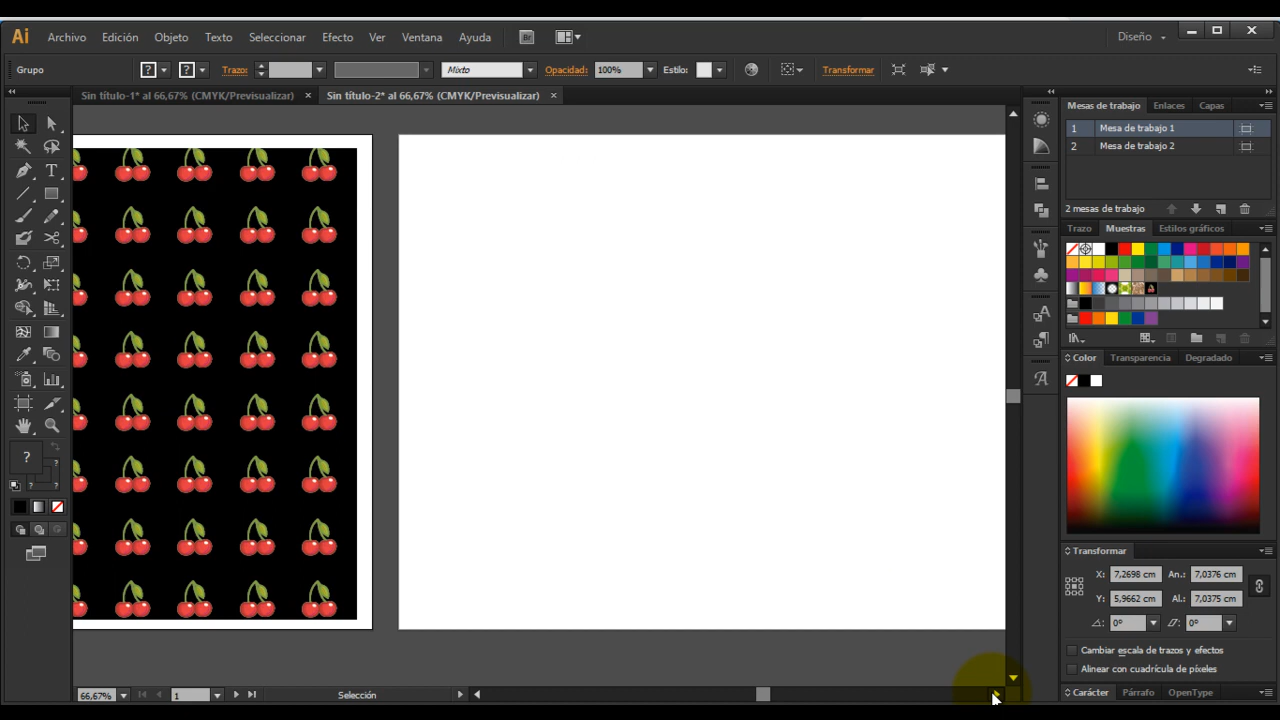 Ai Archivo Edición Objeto Texto Seleccionar Efecto Ver Ventana Ayuda Br Diseño
Grupo ? ? Trazo: Mixto Opacidad: 100% Estilo: Transformar
Sin título-1* al 66,67% (CMYK/Previsualizar) × Sin título-2* al 66,67% (CMYK/Previsualizar) ×
Mesas de trabajo Enlaces Capas
1 Mesa de trabajo 1
2 Mesa de trabajo 2
2 mesas de trabajo
Trazo Muestras Estilos gráficos
Color Transparencia Degradado
Transformar
X: 7,2698 cm An.: 7,0376 cm
Y: 5,9662 cm Al.: 7,0375 cm
0° 0°
Cambiar escala de trazos y efectos
Alinear con cuadrícula de píxeles
Carácter Párrafo OpenType
66,67% 1 Selección